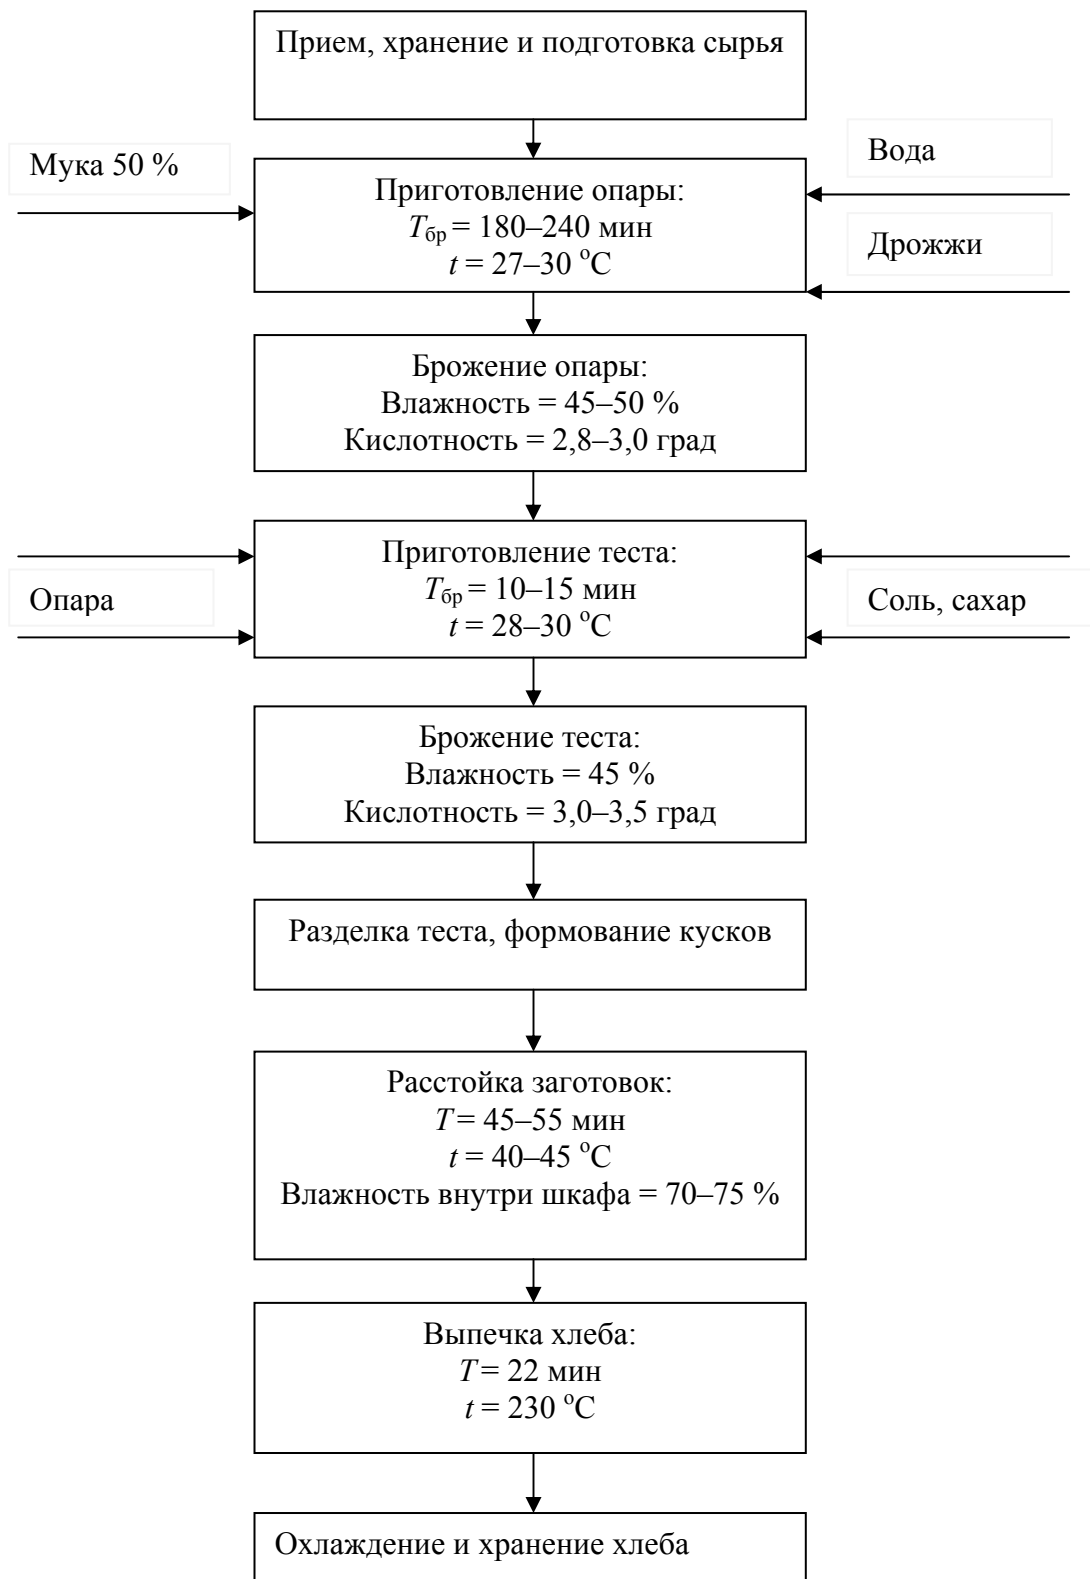 Прием, хранение и подготовка сырья
Мука 50 %
Вода
Приготовление опары:
Tбр = 180–240 мин
t = 27–30 °С
Дрожжи
Брожение опары:
Влажность = 45–50 %
Кислотность = 2,8–3,0 град
Приготовление теста:
Tбр = 10–15 мин
t = 28–30 °С
Опара
Соль, сахар
Брожение теста:
Влажность = 45 %
Кислотность = 3,0–3,5 град
Разделка теста, формование кусков
Расстойка заготовок:
T = 45–55 мин
t = 40–45 °С
Влажность внутри шкафа = 70–75 %
Выпечка хлеба:
T = 22 мин
t = 230 °С
Охлаждение и хранение хлеба